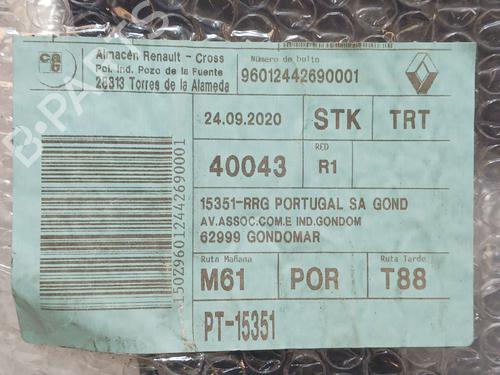 Almacén Renault - Cross
Pol. Ind. Pozo de la Fuente
28813 Torres de la Alameda
Número de bulto
96012442690001
24.09.2020
STK
TRT
40043
RED
R1
15351-RRG PORTUGAL SA GOND
AV.ASSOC.COM.E IND.GONDOM
62999 GONDOMAR
Ruta Mañana
M61
POR
Ruta Tarde
T88
PT-15351
150Z96012442690001